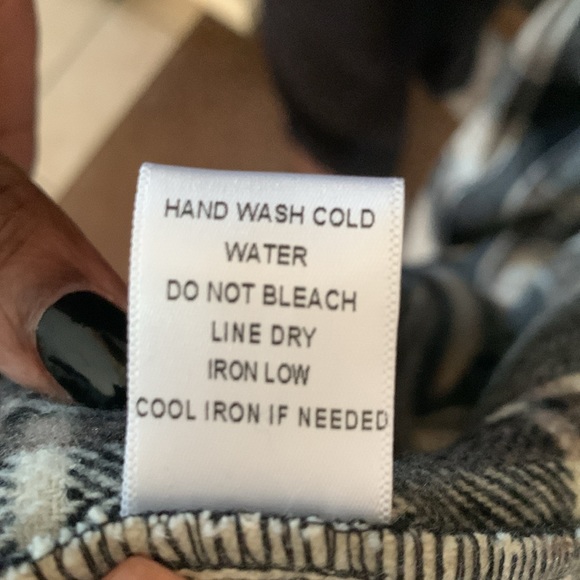 HAND WASH COLD
WATER
DO NOT BLEACH
LINE DRY
IRON LOW
COOL IRON IF NEEDED